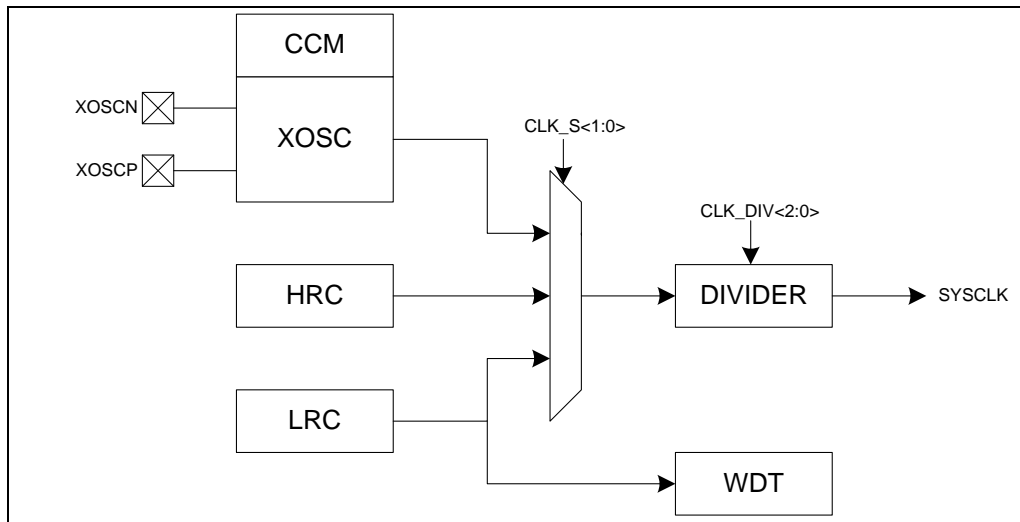 CCM
XOSCN
XOSC
CLK_S<1:0>
XOSCP
CLK_DIV<2:0>
HRC
DIVIDER
SYSCLK
LRC
WDT